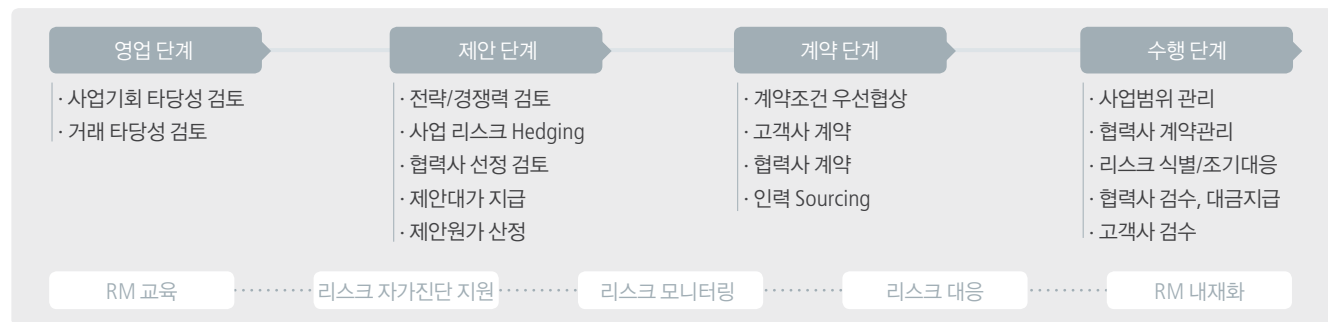 영업 단계
· 사업기회 타당성 검토
· 거래 타당성 검토
제안 단계
· 전략/경쟁력 검토
· 사업 리스크 Hedging
· 협력사 선정 검토
· 제안대가 지급
· 제안원가 산정
계약 단계
· 계약조건 우선협상
· 고객사 계약
· 협력사 계약
· 인력 Sourcing
수행 단계
· 사업범위 관리
· 협력사 계약관리
· 리스크 식별/조기대응
· 협력사 검수, 대금지급
· 고객사 검수
RM 교육 리스크 자가진단 지원 리스크 모니터링 리스크 대응 RM 내재화